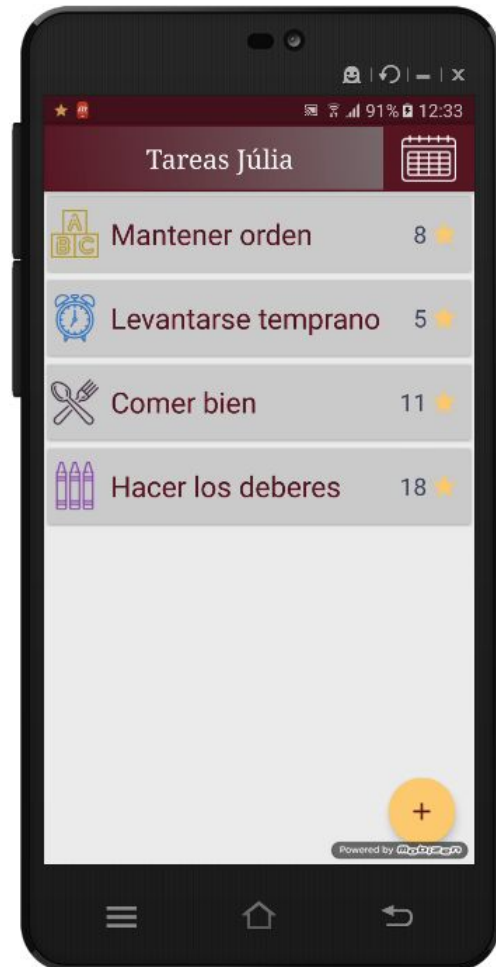 91% 12:33
Tareas Júlia
A
B C
Mantener orden 8
Levantarse temprano 5
Comer bien 11
Hacer los deberes 18
+
Powered by mobizen